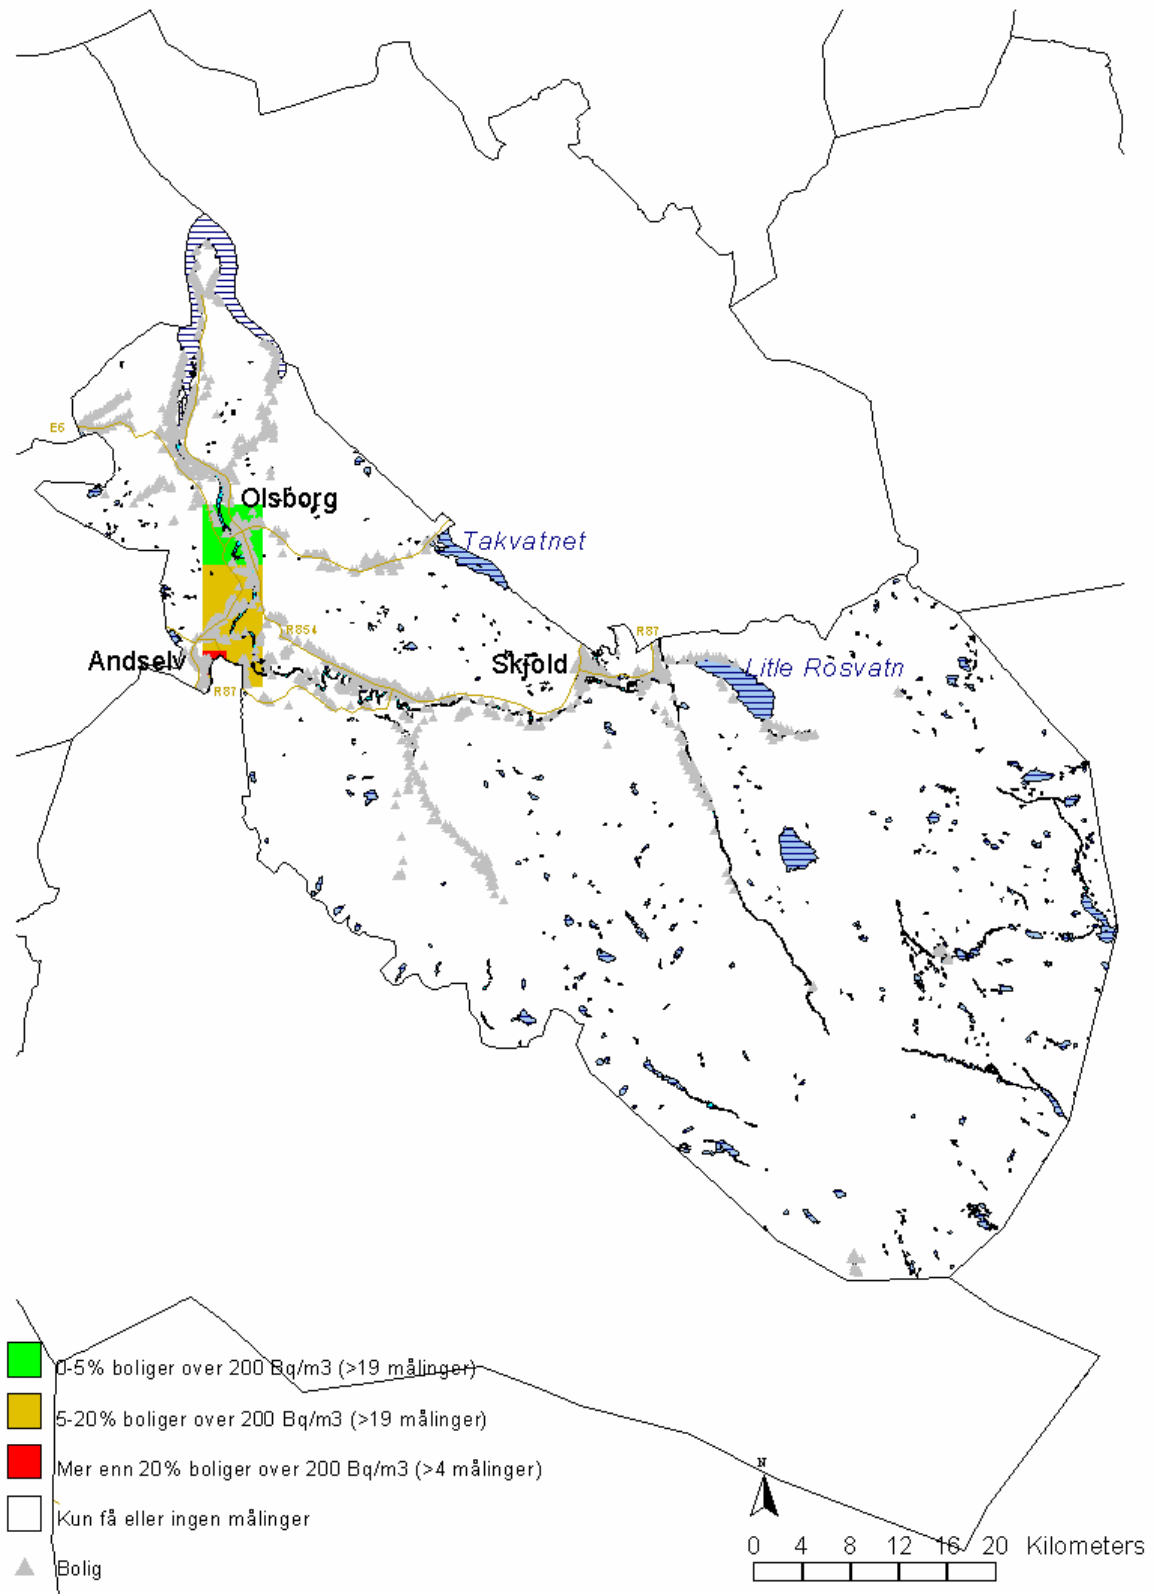 E6
Olsborg
Takvatnet
R854
R87
Andselv
Skjold
Litle Rosvatn
R87
0-5% boliger over 200 Bq/m3 (>19 målinger)
5-20% boliger over 200 Bq/m3 (>19 målinger)
Mer enn 20% boliger over 200 Bq/m3 (>4 målinger)
Kun få eller ingen målinger
Bolig
N
0 4 8 12 16 20 Kilometers